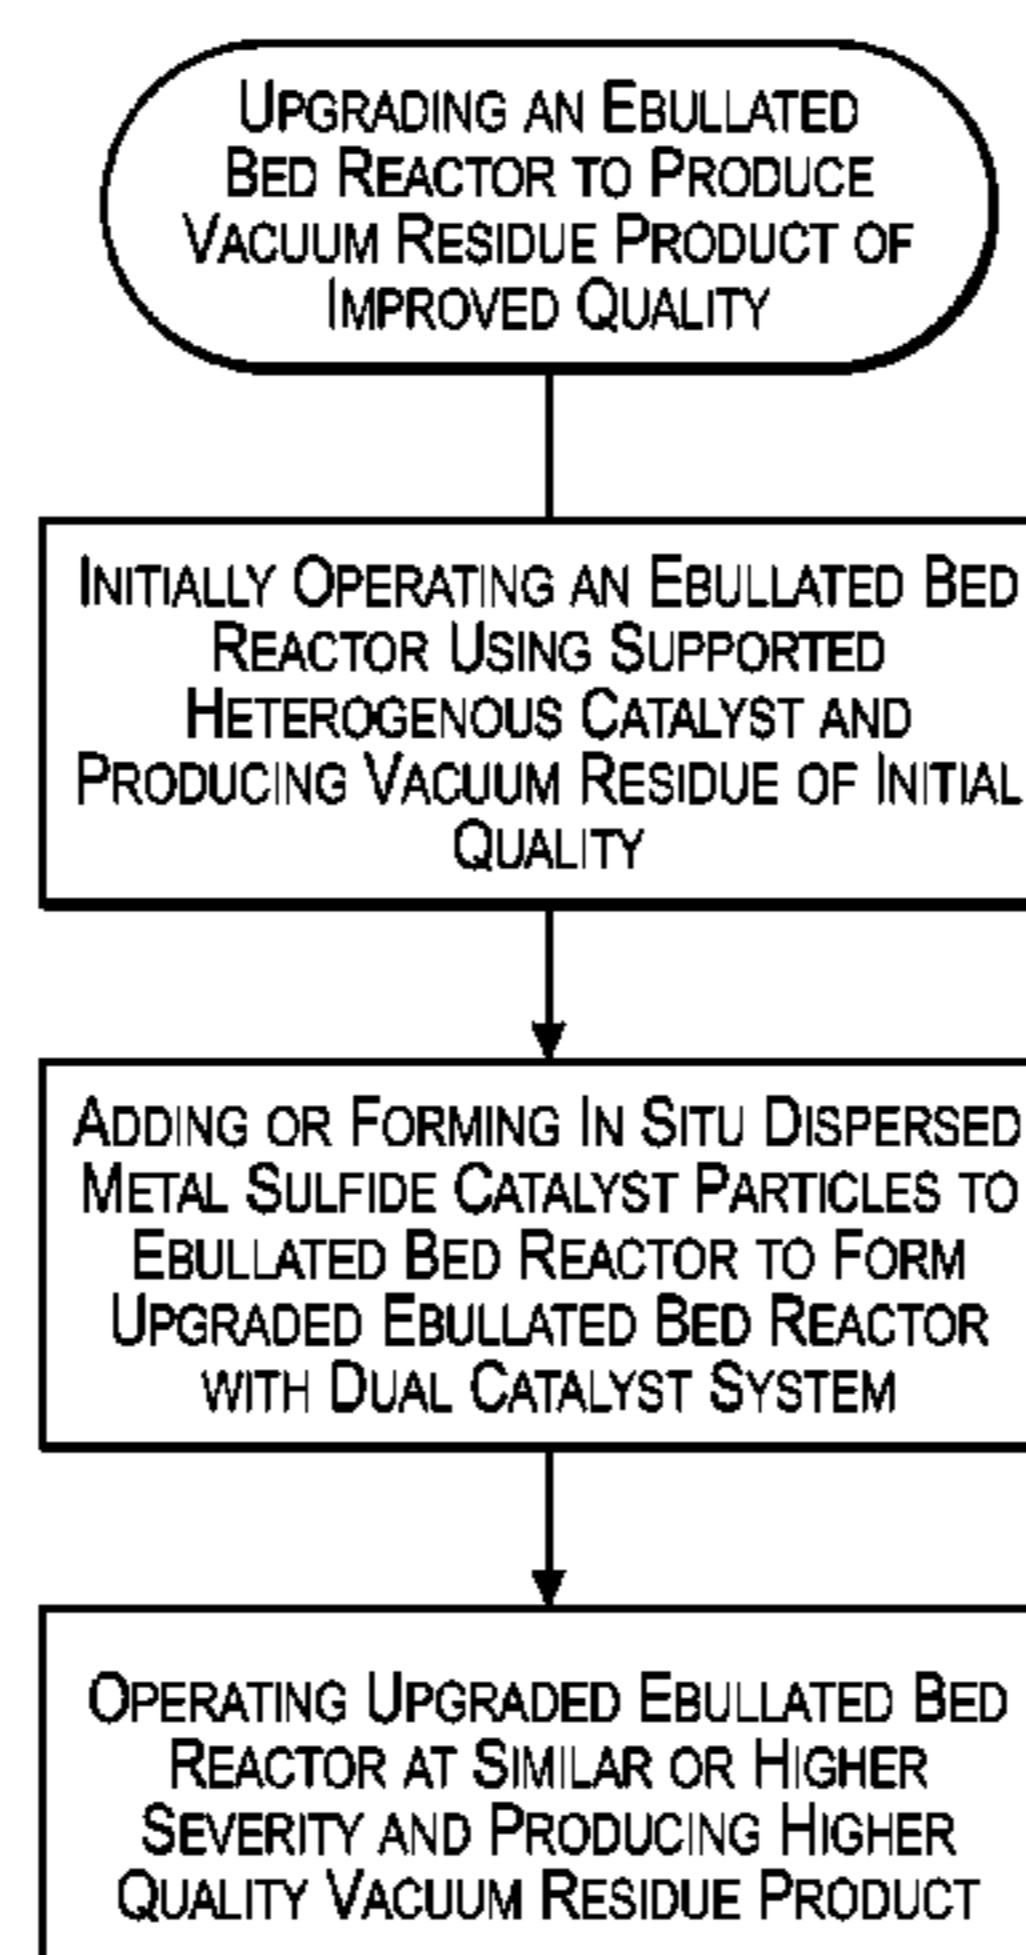 UPGRADING AN EBULLATED
BED REACTOR TO PRODUCE
VACUUM RESIDUE PRODUCT OF
IMPROVED QUALITY
INITIALLY OPERATING AN EBULLATED BED
REACTOR USING SUPPORTED
HETEROGENOUS CATALYST AND
PRODUCING VACUUM RESIDUE OF INITIAL
QUALITY
ADDING OR FORMING IN SITU DISPERSED
METAL SULFIDE CATALYST PARTICLES TO
EBULLATED BED REACTOR TO FORM
UPGRADED EBULLATED BED REACTOR
WITH DUAL CATALYST SYSTEM
OPERATING UPGRADED EBULLATED BED
REACTOR AT SIMILAR OR HIGHER
SEVERITY AND PRODUCING HIGHER
QUALITY VACUUM RESIDUE PRODUCT